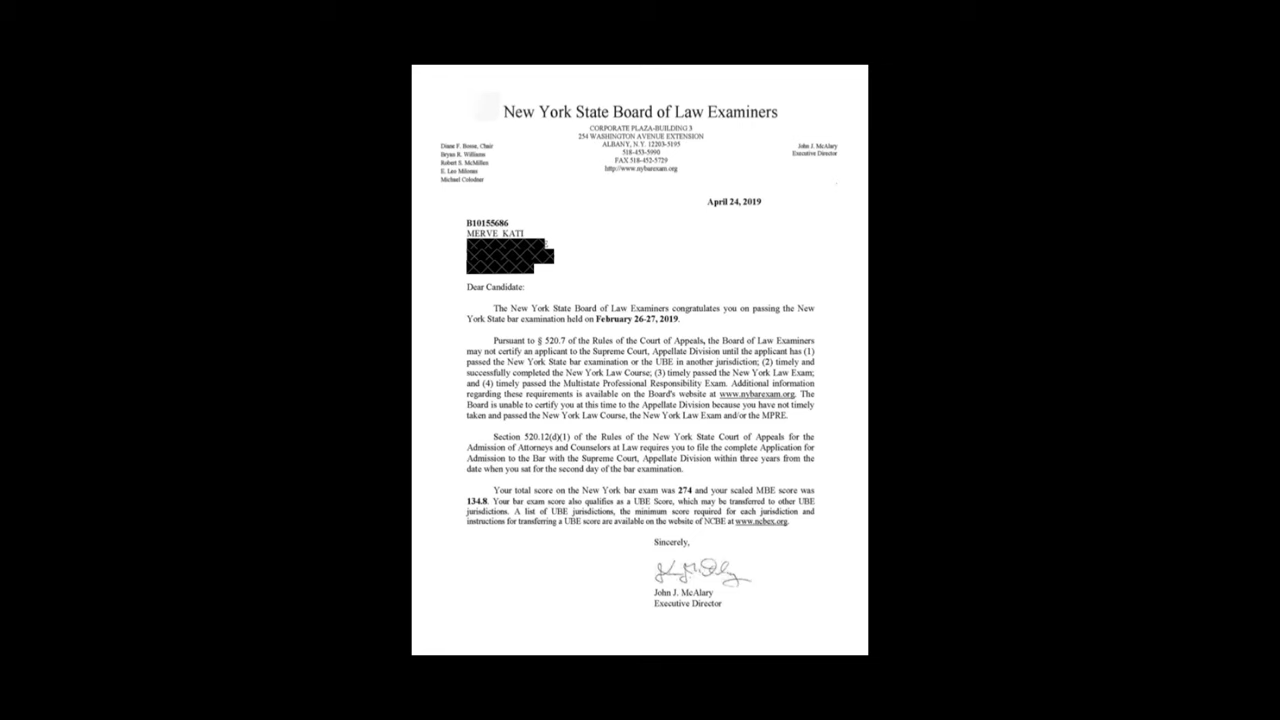 New York State Board of Law Examiners
CORPORATE PLAZA-BUILDING 3
254 WASHINGTON AVENUE EXTENSION
ALBANY, N.Y. 12203-5195
518-453-5990
FAX 518-452-5729
http://www.nybarexam.org
Diane F. Bosse, Chair
Bryan R. Williams
Robert S. McMillen
E. Leo Milonas
Michael Colodner
John J. McAlary
Executive Director
April 24, 2019
B10155686
MERVE KATI
Dear Candidate:
The New York State Board of Law Examiners congratulates you on passing the New
York State bar examination held on February 26-27, 2019.
Pursuant to § 520.7 of the Rules of the Court of Appeals, the Board of Law Examiners
may not certify an applicant to the Supreme Court, Appellate Division until the applicant has (1)
passed the New York State bar examination or the UBE in another jurisdiction; (2) timely and
successfully completed the New York Law Course; (3) timely passed the New York Law Exam;
and (4) timely passed the Multistate Professional Responsibility Exam. Additional information
regarding these requirements is available on the Board's website at www.nybarexam.org. The
Board is unable to certify you at this time to the Appellate Division because you have not timely
taken and passed the New York Law Course, the New York Law Exam and/or the MPRE.
Section 520.12(d)(1) of the Rules of the New York State Court of Appeals for the
Admission of Attorneys and Counselors at Law requires you to file the complete Application for
Admission to the Bar with the Supreme Court, Appellate Division within three years from the
date when you sat for the second day of the bar examination.
Your total score on the New York bar exam was 274 and your scaled MBE score was
134.8. Your bar exam score also qualifies as a UBE Score, which may be transferred to other UBE
jurisdictions. A list of UBE jurisdictions, the minimum score required for each jurisdiction and
instructions for transferring a UBE score are available on the website of NCBE at www.ncbex.org.
Sincerely,
John J. McAlary
Executive Director